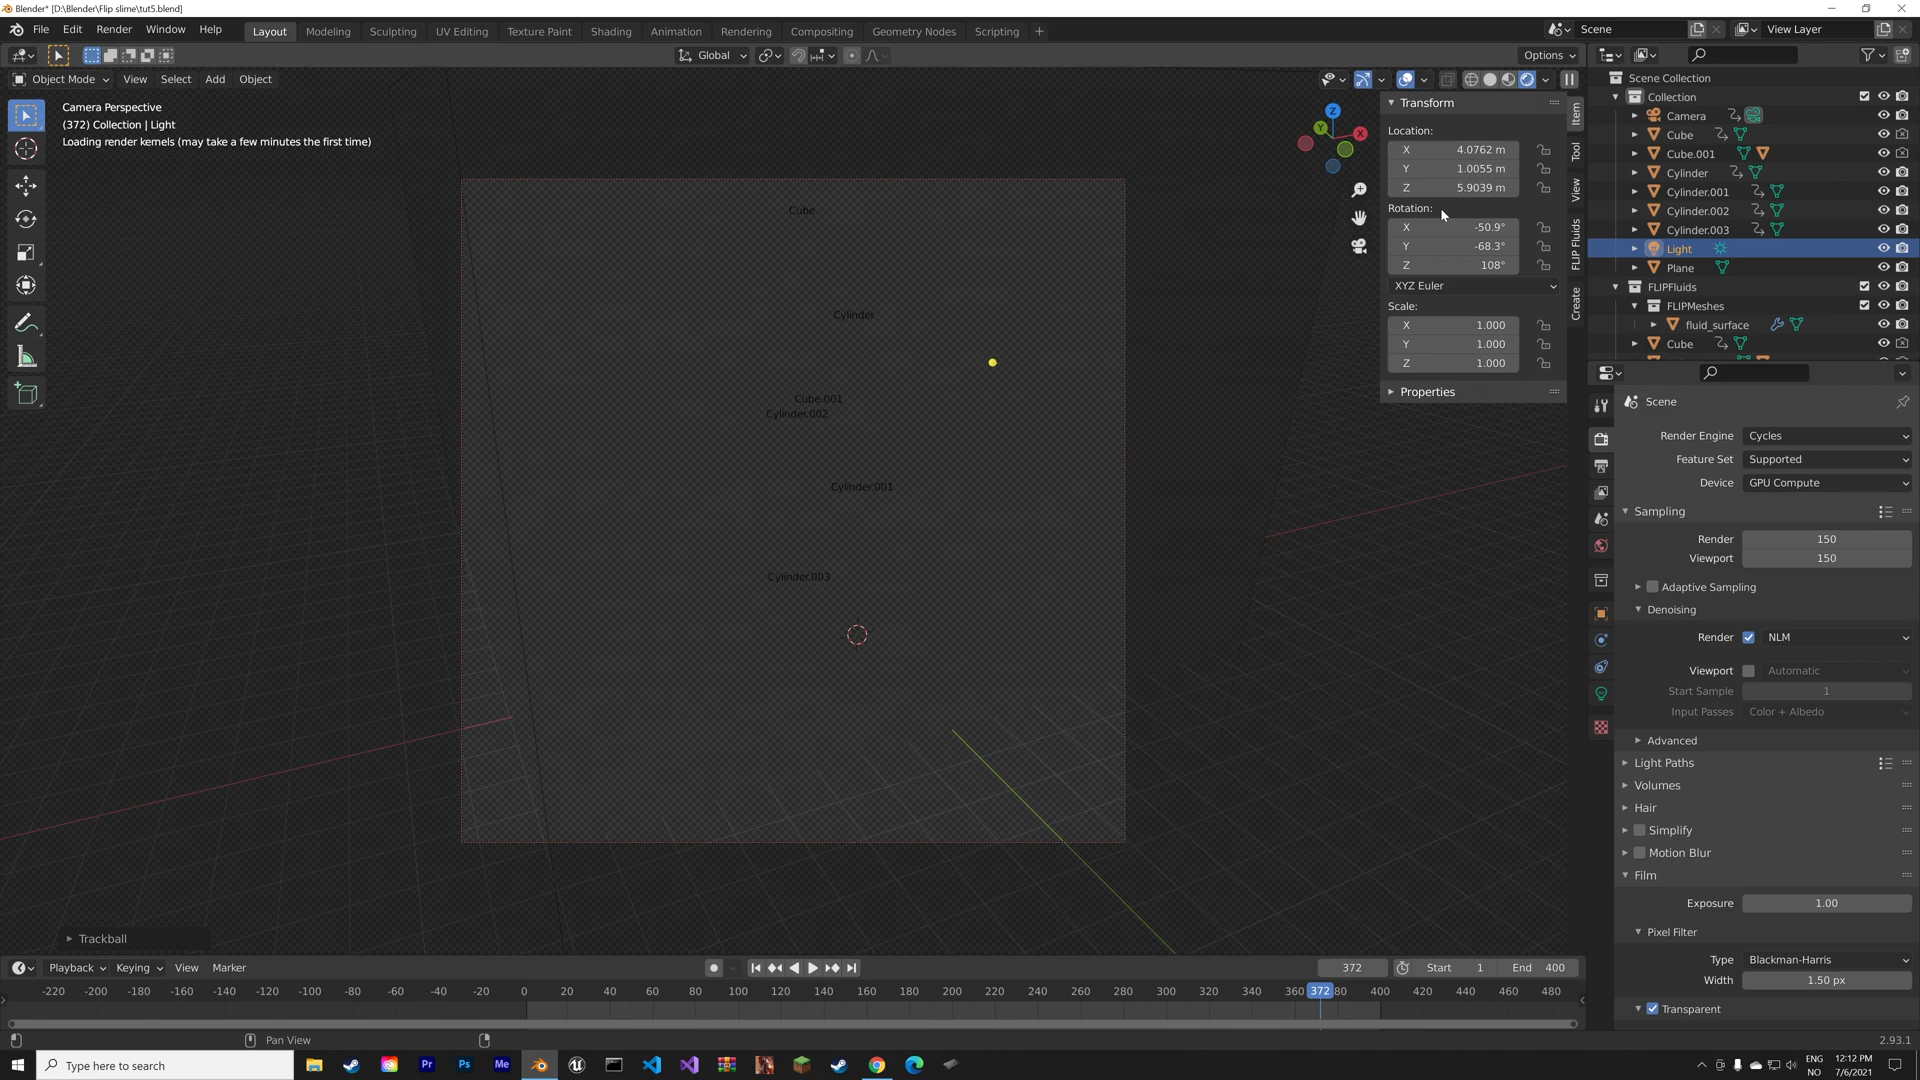 Blender* [D:\Blender\Flip slime\tut5.blend]
File Edit Render Window Help
Layout Modeling Sculpting UV Editing Texture Paint Shading Animation Rendering Compositing Geometry Nodes Scripting +
Scene
View Layer
Global
Options
Object Mode View Select Add Object
Camera Perspective
(372) Collection | Light
Loading render kernels (may take a few minutes the first time)
Cube
Cylinder
Cube.001
Cylinder.002
Cylinder.001
Cylinder.003
Z
Y
X
Transform
Location:
X 4.0762 m
Y 1.0055 m
Z 5.9039 m
Rotation:
X -50.9°
Y -68.3°
Z 108°
XYZ Euler
Scale:
X 1.000
Y 1.000
Z 1.000
Properties
Item
Tool
View
FLIP Fluids
Create
Scene Collection
Collection
Camera
Cube
Cube.001
Cylinder
Cylinder.001
Cylinder.002
Cylinder.003
Light
Plane
FLIPFluids
FLIPMeshes
fluid_surface
Cube
Scene
Render Engine Cycles
Feature Set Supported
Device GPU Compute
Sampling
Render 150
Viewport 150
Adaptive Sampling
Denoising
Render NLM
Viewport Automatic
Start Sample 1
Input Passes Color + Albedo
Advanced
Light Paths
Volumes
Hair
Simplify
Motion Blur
Film
Exposure 1.00
Pixel Filter
Type Blackman-Harris
Width 1.50 px
Transparent
Trackball
Playback Keying View Marker
372 Start 1 End 400
-220 -200 -180 -160 -140 -120 -100 -80 -60 -40 -20 0 20 40 60 80 100 120 140 160 180 200 220 240 260 280 300 320 340 360 372 80 400 420 440 460 480
Pan View
2.93.1
Type here to search
Pr Ps Me
ENG
NO
12:12 PM
7/6/2021